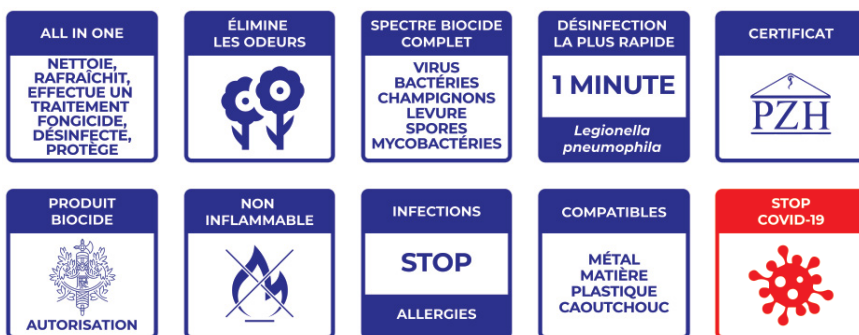 ALL IN ONE
NETTOIE,
RAFRAÎCHIT,
EFFECTUE UN
TRAITEMENT
FONGICIDE,
DÉSINFECTE,
PROTÈGE
ÉLIMINE
LES ODEURS
SPECTRE BIOCIDE
COMPLET
VIRUS
BACTÉRIES
CHAMPIGNONS
LEVURE
SPORES
MYCOBACTÉRIES
DÉSINFECTION
LA PLUS RAPIDE
1 MINUTE
Legionella
pneumophila
CERTIFICAT
PZH
PRODUIT
BIOCIDE
AUTORISATION
NON
INFLAMMABLE
INFECTIONS
STOP
ALLERGIES
COMPATIBLES
MÉTAL
MATIÈRE
PLASTIQUE
CAOUTCHOUC
STOP
COVID-19